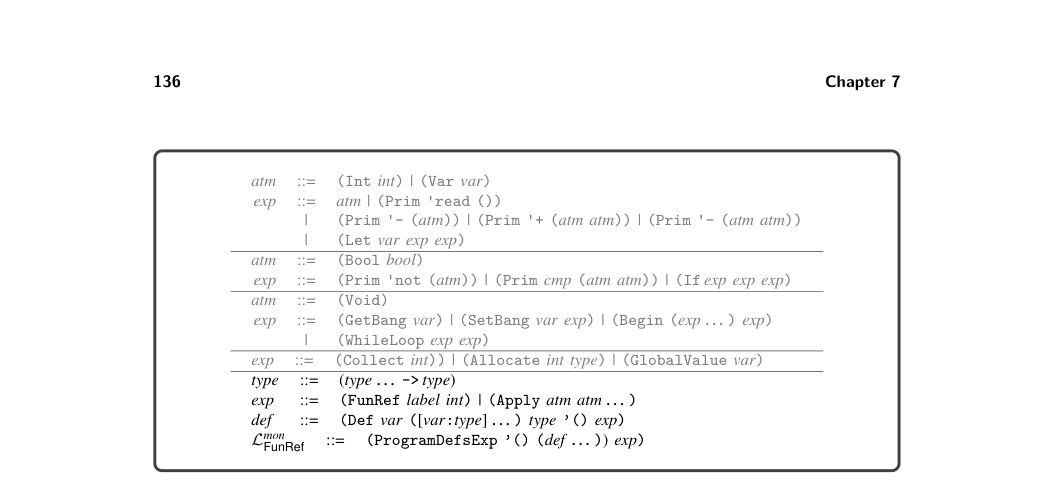 136 Chapter 7
atm ::= (Int int) | (Var var)
exp ::= atm | (Prim 'read ())
| (Prim '- (atm)) | (Prim '+ (atm atm)) | (Prim '- (atm atm))
| (Let var exp exp)
atm ::= (Bool bool)
exp ::= (Prim 'not (atm)) | (Prim cmp (atm atm)) | (If exp exp exp)
atm ::= (Void)
exp ::= (GetBang var) | (SetBang var exp) | (Begin (exp ... ) exp)
| (WhileLoop exp exp)
exp ::= (Collect int)) | (Allocate int type) | (GlobalValue var)
type ::= (type ... -> type)
exp ::= (FunRef label int) | (Apply atm atm ... )
def ::= (Def var ([var:type] ... ) type ’() exp)
ℒ^mon_FunRef ::= (ProgramDefsExp ’() (def ... )) exp)